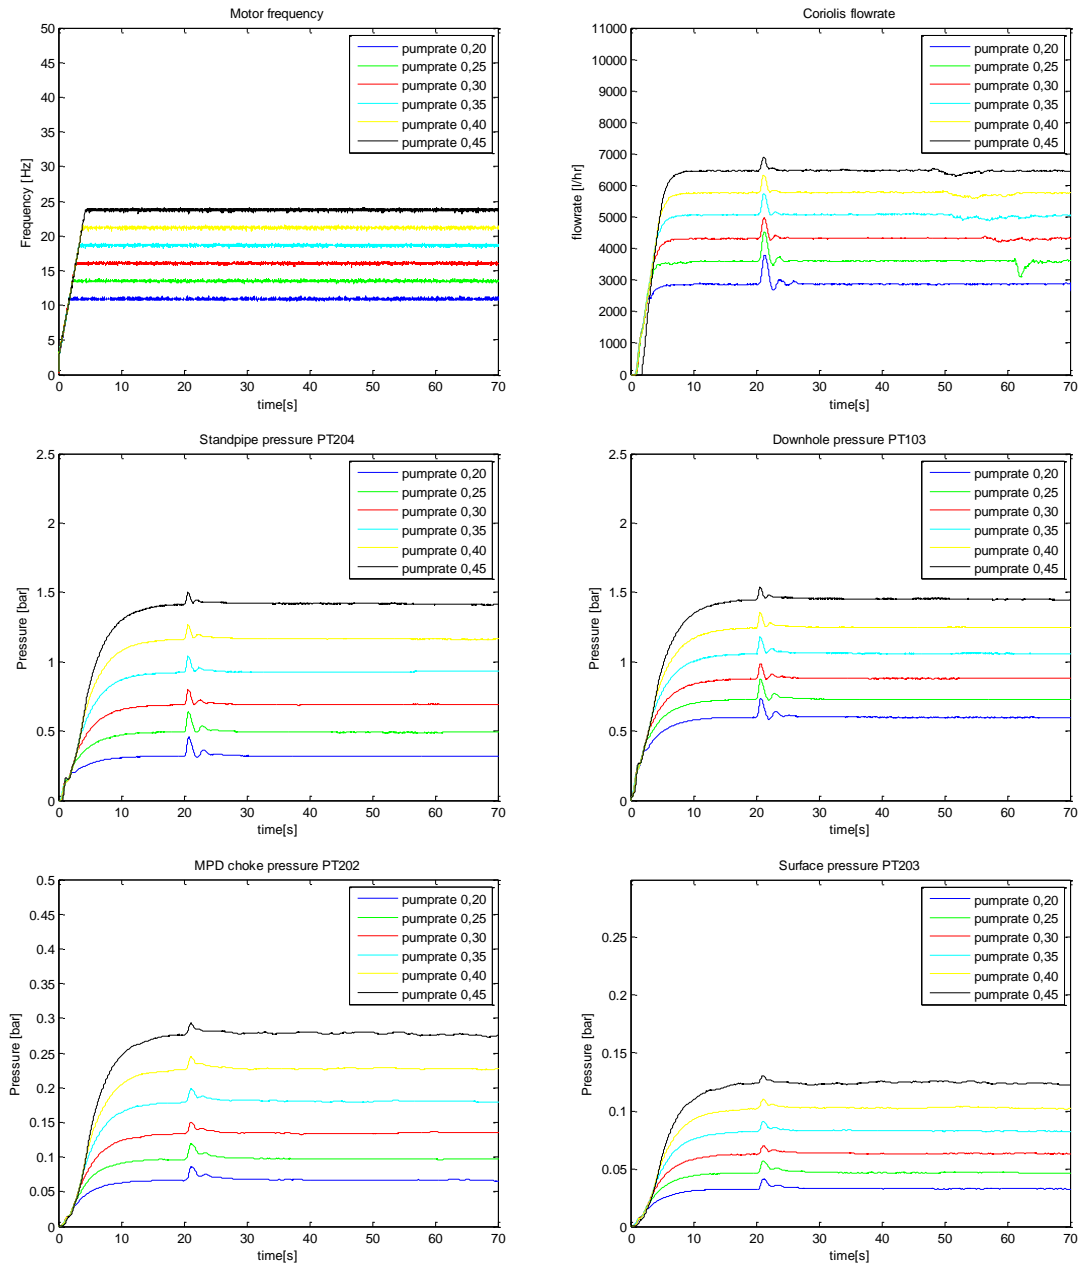 Motor frequency
50
45
40
35
30
25
20
15
10
5
0
Frequency [Hz]
0 10 20 30 40 50 60 70
time[s]
pumprate 0,20
pumprate 0,25
pumprate 0,30
pumprate 0,35
pumprate 0,40
pumprate 0,45
Coriolis flowrate
11000
10000
9000
8000
7000
6000
5000
4000
3000
2000
1000
0
flowrate [l/hr]
0 10 20 30 40 50 60 70
time[s]
pumprate 0,20
pumprate 0,25
pumprate 0,30
pumprate 0,35
pumprate 0,40
pumprate 0,45
Standpipe pressure PT204
2.5
2
1.5
1
0.5
0
Pressure [bar]
0 10 20 30 40 50 60 70
time[s]
pumprate 0,20
pumprate 0,25
pumprate 0,30
pumprate 0,35
pumprate 0,40
pumprate 0,45
Downhole pressure PT103
2.5
2
1.5
1
0.5
0
Pressure [bar]
0 10 20 30 40 50 60 70
time[s]
pumprate 0,20
pumprate 0,25
pumprate 0,30
pumprate 0,35
pumprate 0,40
pumprate 0,45
MPD choke pressure PT202
0.5
0.45
0.4
0.35
0.3
0.25
0.2
0.15
0.1
0.05
0
Pressure [bar]
0 10 20 30 40 50 60 70
time[s]
pumprate 0,20
pumprate 0,25
pumprate 0,30
pumprate 0,35
pumprate 0,40
pumprate 0,45
Surface pressure PT203
0.25
0.2
0.15
0.1
0.05
0
Pressure [bar]
0 10 20 30 40 50 60 70
time[s]
pumprate 0,20
pumprate 0,25
pumprate 0,30
pumprate 0,35
pumprate 0,40
pumprate 0,45